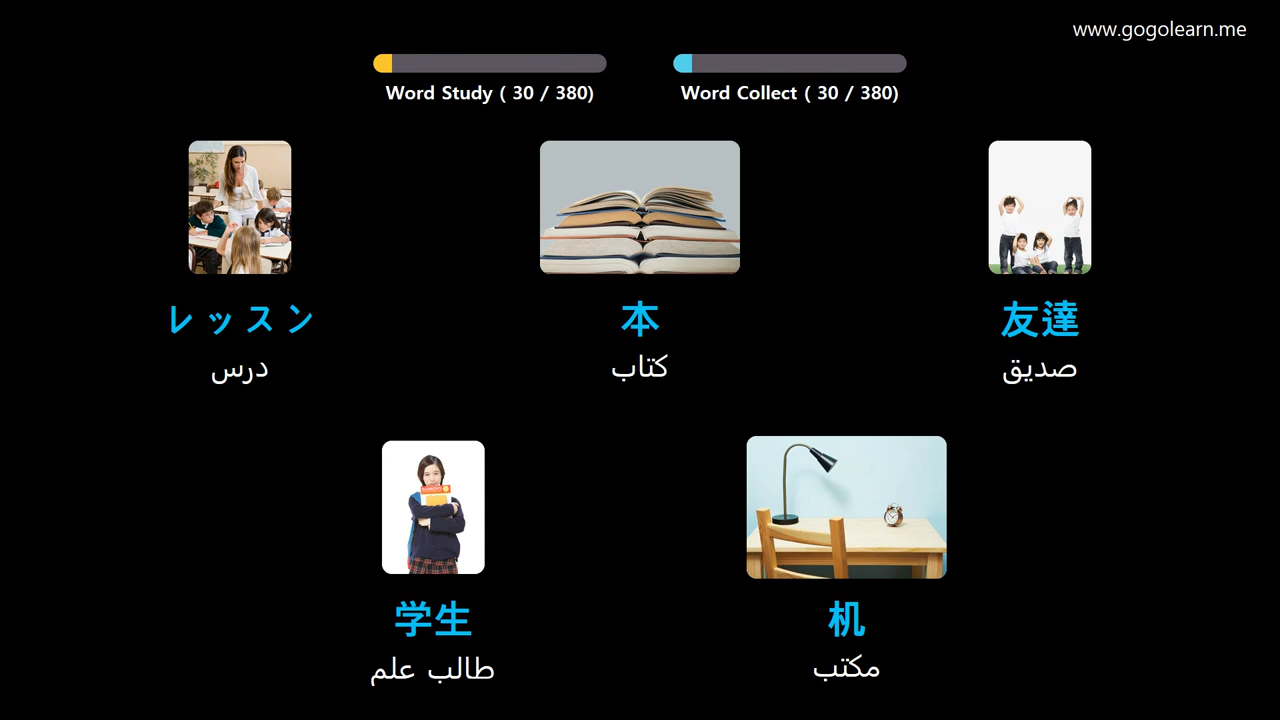 www.gogolearn.me
Word Study ( 30 / 380)
Word Collect ( 30 / 380)
レッスン
درس
本
كتاب
友達
صديق
学生
طالب علم
机
مكتب